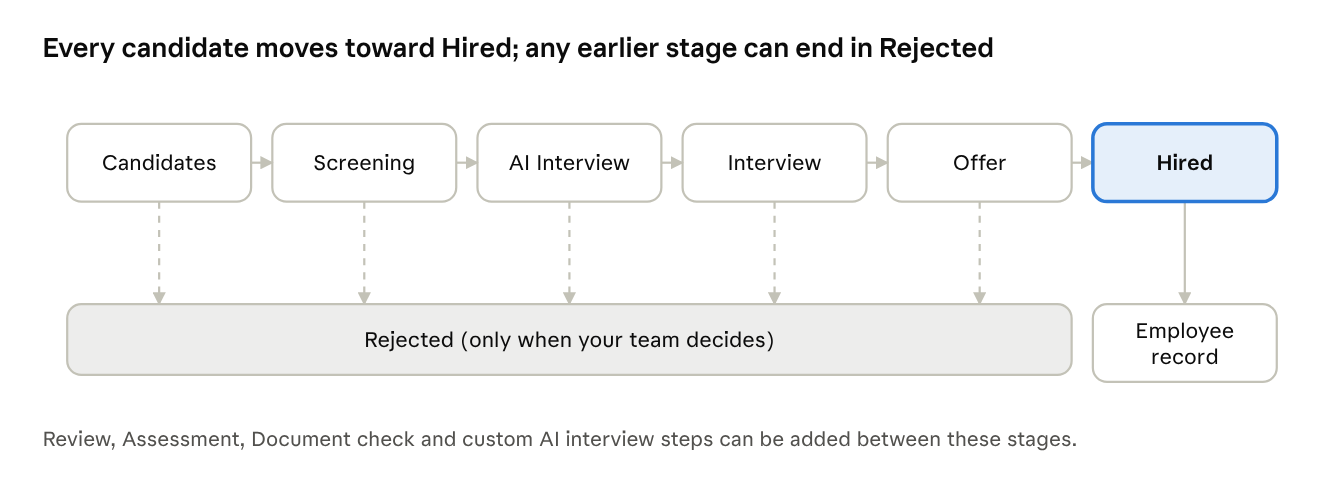 Every candidate moves toward Hired; any earlier stage can end in Rejected
Candidates
Screening
AI Interview
Interview
Offer
Hired
Rejected (only when your team decides)
Employee
record
Review, Assessment, Document check and custom AI interview steps can be added between these stages.